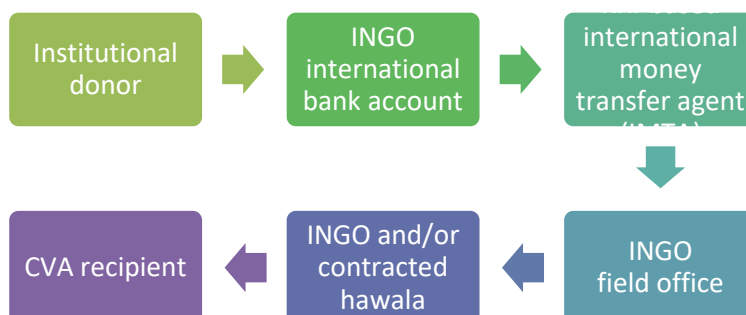 Institutional
donor
INGO
international
bank account
international
money
transfer agent
INGO
field office
INGO and/or
contracted
hawala
CVA recipient